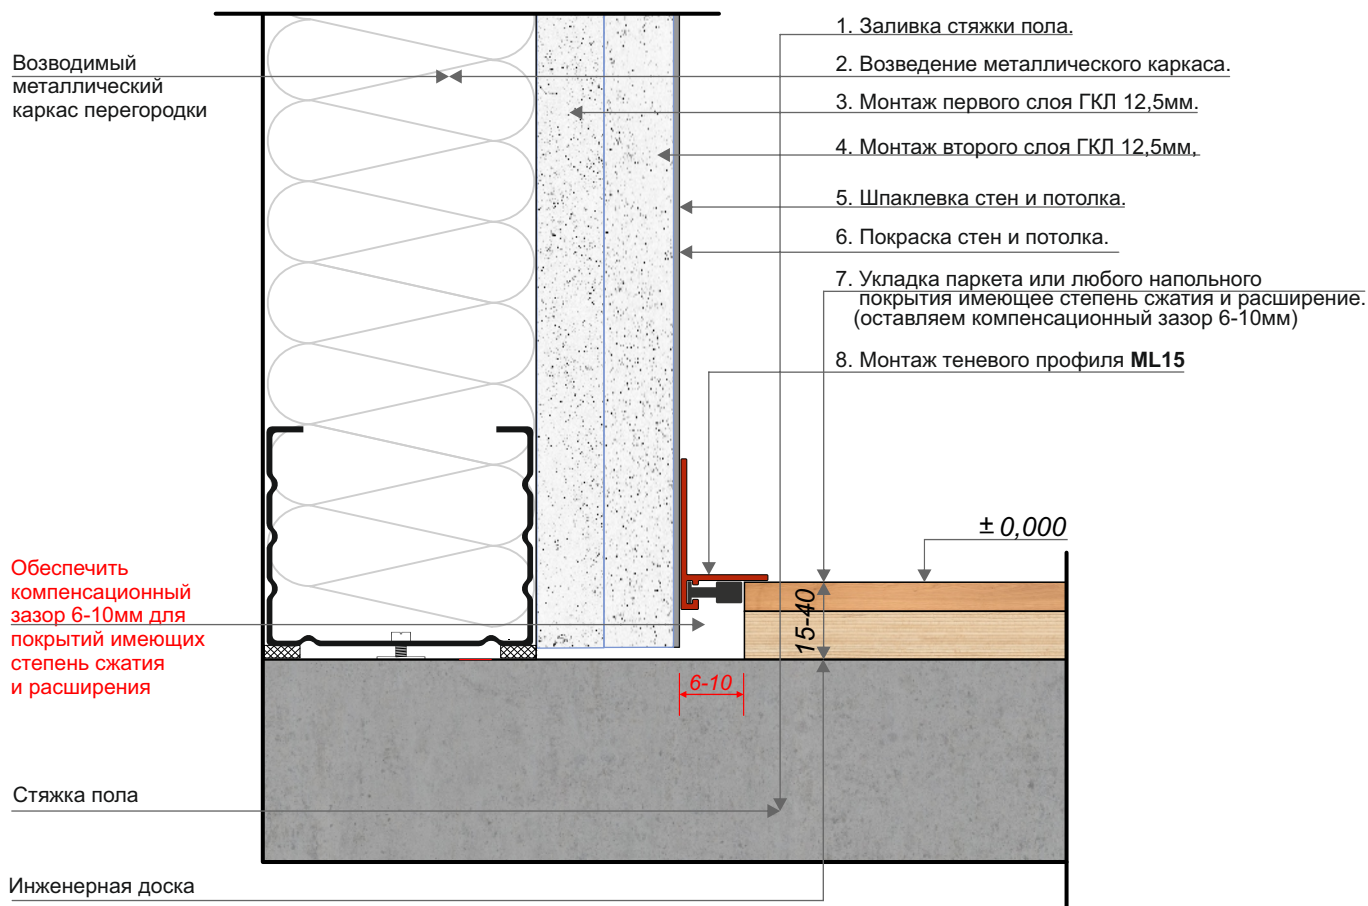 Возводимый
металлический
каркас перегородки
1. Заливка стяжки пола.
2. Возведение металлического каркаса.
3. Монтаж первого слоя ГКЛ 12,5мм.
4. Монтаж второго слоя ГКЛ 12,5мм,
5. Шпаклевка стен и потолка.
6. Покраска стен и потолка.
7. Укладка паркета или любого напольного
покрытия имеющее степень сжатия и расширение.
(оставляем компенсационный зазор 6-10мм)
8. Монтаж теневого профиля ML15
± 0,000
Обеспечить
компенсационный
зазор 6-10мм для
покрытий имеющих
степень сжатия
и расширения
15-40
6-10
Стяжка пола
Инженерная доска